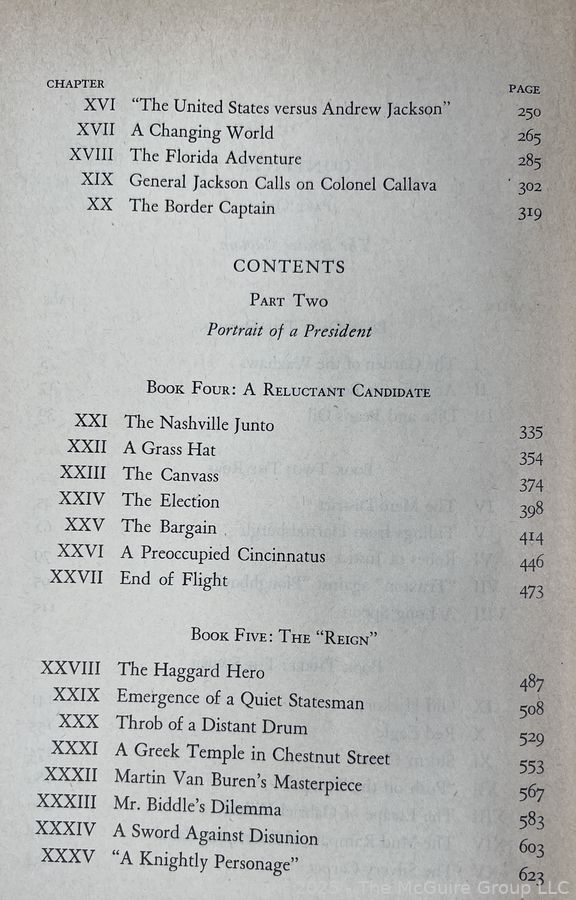 CHAPTER PAGE
XVI "The United States versus Andrew Jackson" 250
XVII A Changing World 265
XVIII The Florida Adventure 285
XIX General Jackson Calls on Colonel Callava 302
XX The Border Captain 319
CONTENTS
Part Two
Portrait of a President
Book Four: A Reluctant Candidate
XXI The Nashville Junto 335
XXII A Grass Hat 354
XXIII The Canvass 374
XXIV The Election 398
XXV The Bargain 414
XXVI A Preoccupied Cincinnatus 446
XXVII End of Flight 473
Book Five: The "Reign"
XXVIII The Haggard Hero 487
XXIX Emergence of a Quiet Statesman 508
XXX Throb of a Distant Drum 529
XXXI A Greek Temple in Chestnut Street 553
XXXII Martin Van Buren's Masterpiece 567
XXXIII Mr. Biddle's Dilemma 583
XXXIV A Sword Against Disunion 603
XXXV "A Knightly Personage" 623
2025 - The McGuire Group LLC